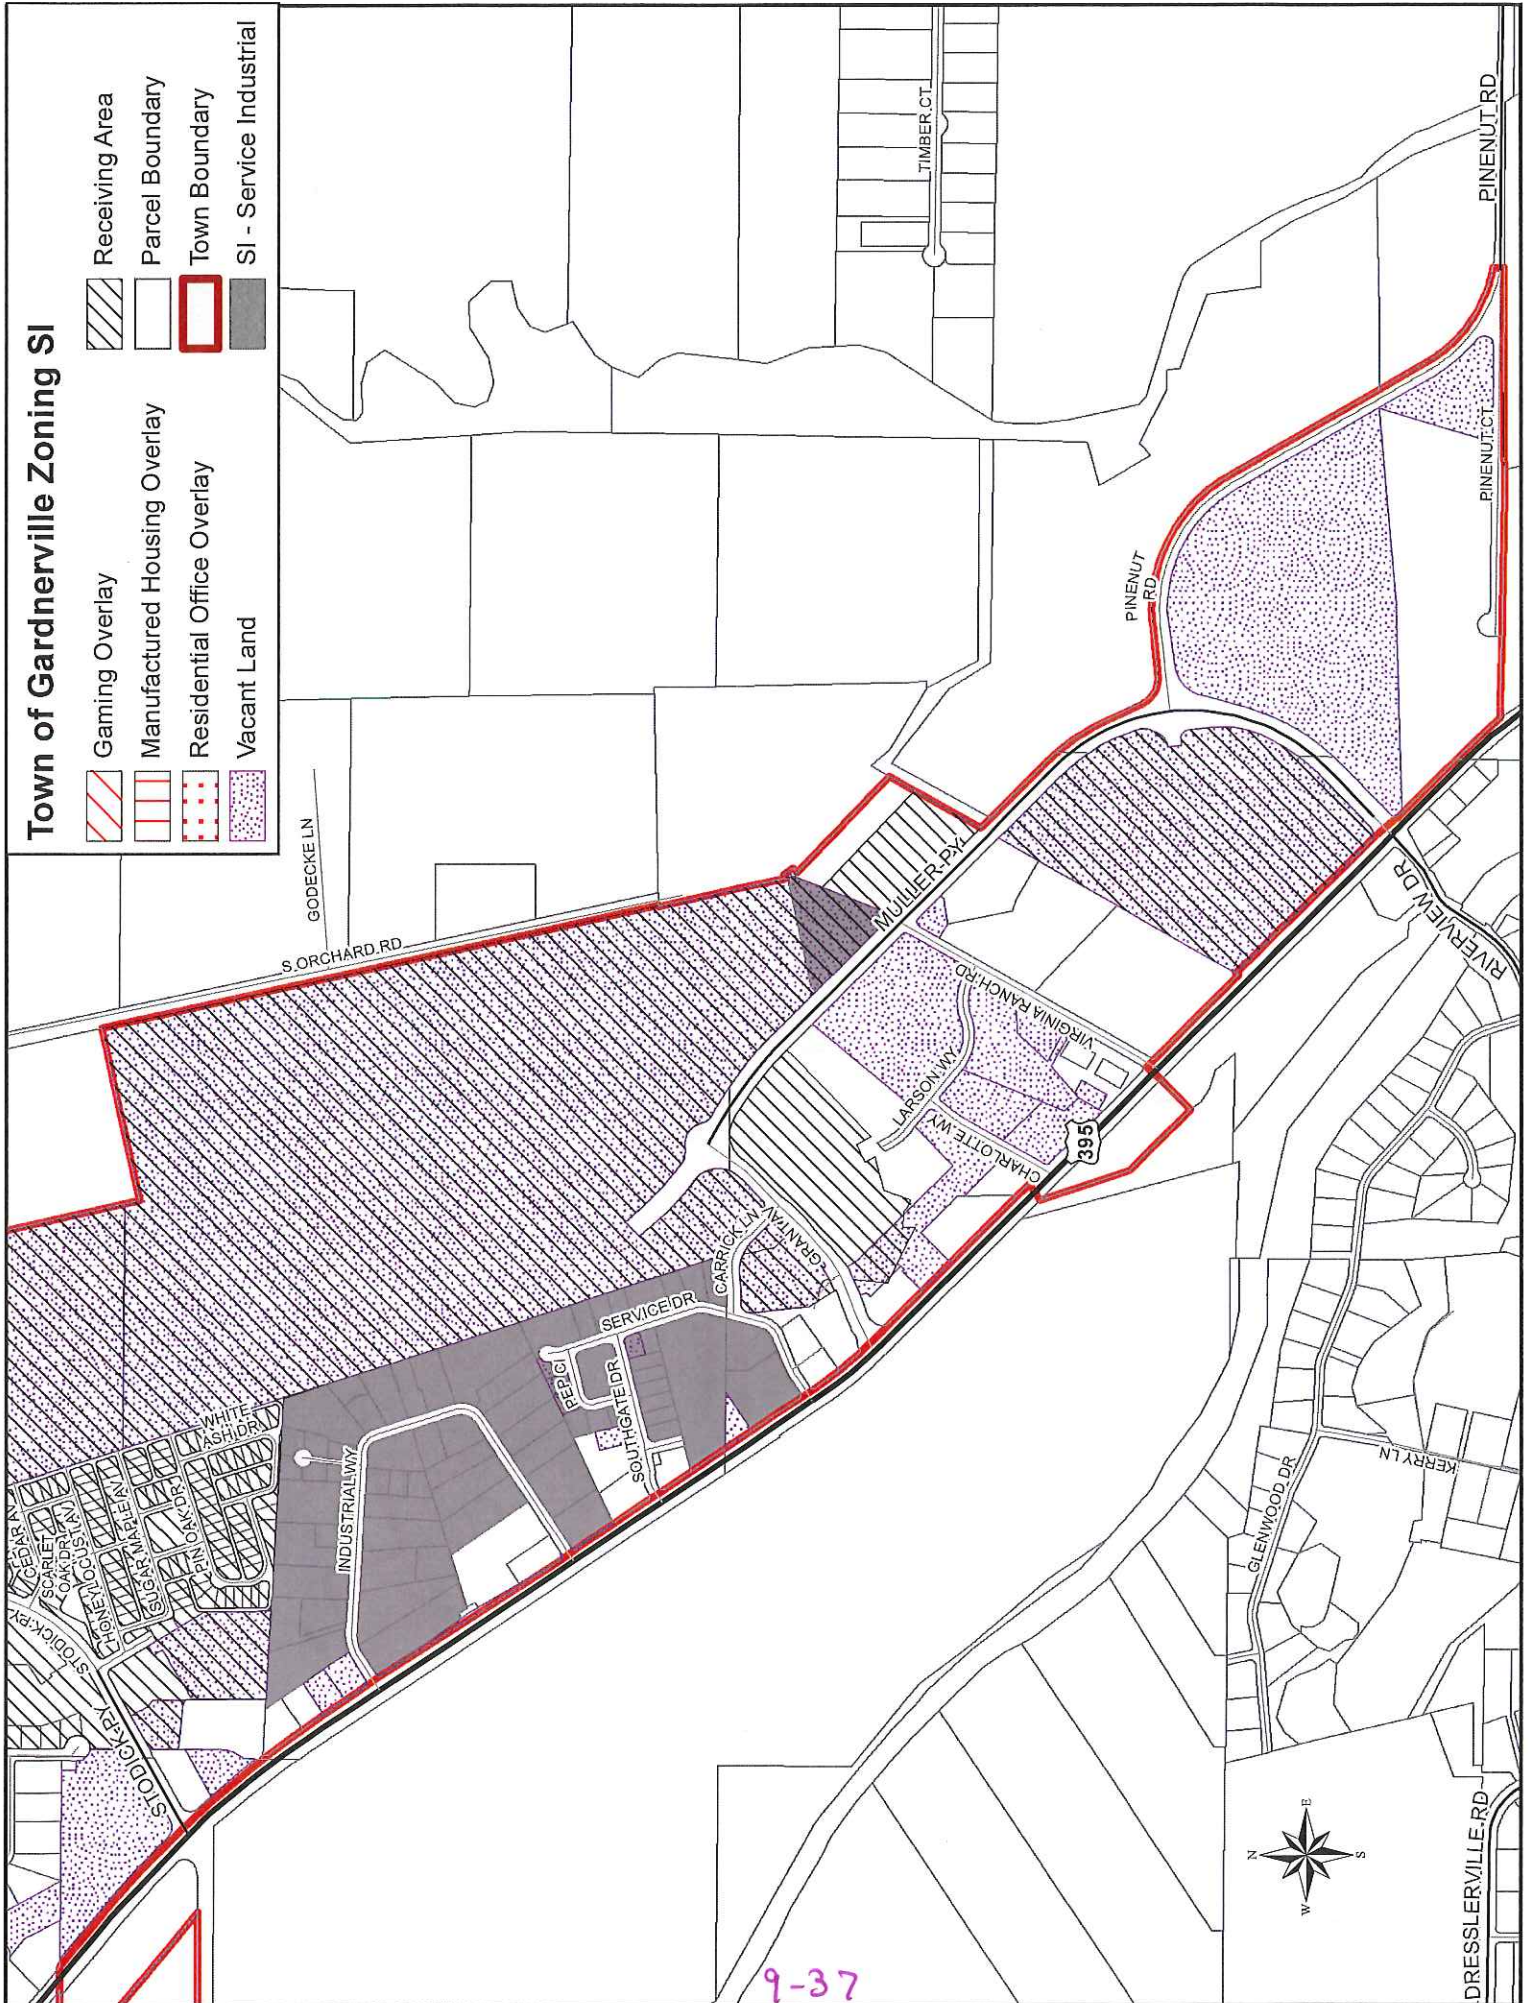 Town of Gardnerville Zoning SI
Gaming Overlay
Manufactured Housing Overlay
Residential Office Overlay
Vacant Land
Receiving Area
Parcel Boundary
Town Boundary
SI - Service Industrial
GODECKE LN
S ORCHARD RD
TIMBER CT
PINENUT RD
PINENUT
RD
PINENUT CT
MULLER PY
VIRGINIA RANCH RD
LARSON WY
CHARLOTTE WY
395
RIVERVIEW DR
GRANT AV
CARRICK LN
SERVICE DR
PEP CI
SOUTHGATE DR
INDUSTRIAL WY
WHITE
ASH DR
CEDAR AV
SCARLET
OAK DR
HONEYLOCUST AV
SUGAR MAPLE AV
PIN OAK DR
STODICK PY
STODICK PY
STODICK PY
GLENWOOD DR
KERRY LN
DRESSLERVILLE RD
N
E
S
W
9-37